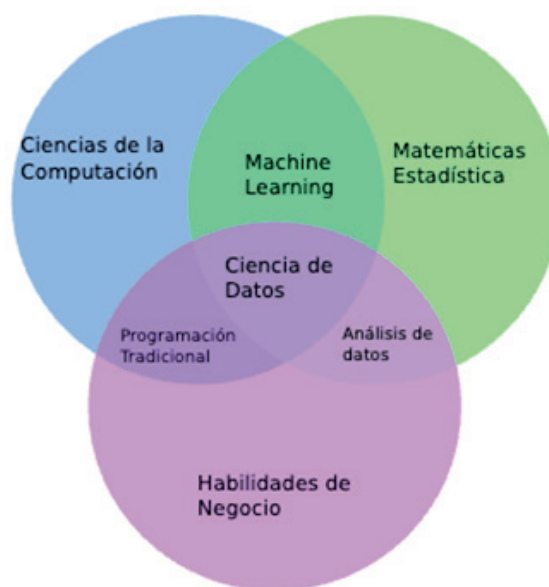 Ciencias de la
Computación
Machine
Learning
Matemáticas
Estadística
Ciencia de
Datos
Programación
Tradicional
Análisis de
datos
Habilidades de
Negocio